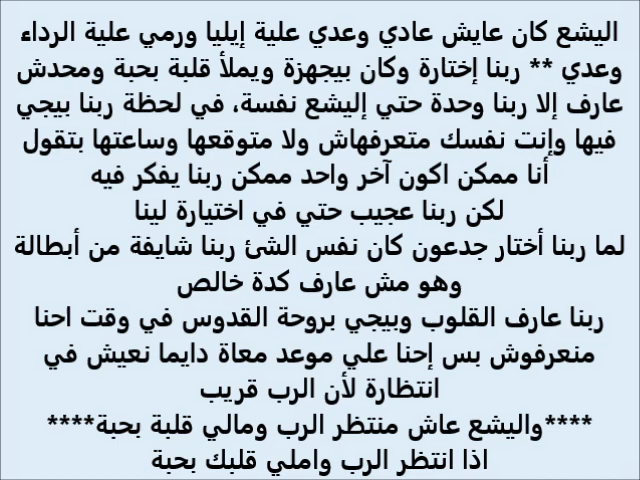 اليشع كان عايش عادي وعدي علية إيليا ورمي علية الرداء
وعدي ** ربنا إختارة وكان بيجهزة ويملأ قلبة بحبة ومحدش
عارف إلا ربنا وحدة حتي إليشع نفسة، في لحظة ربنا بيجي
فيها وإنت نفسك متعرفهاش ولا متوقعها وساعتها بتقول
أنا ممكن اكون آخر واحد ممكن ربنا يفكر فيه
لكن ربنا عجيب حتي في اختيارة لينا
لما ربنا أختار جدعون كان نفس الشئ ربنا شايفة من أبطالة
وهو مش عارف كدة خالص
ربنا عارف القلوب وبيجي بروحة القدوس في وقت احنا
منعرفوش بس إحنا علي موعد معاة دايما نعيش في
انتظارة لأن الرب قريب
****واليشع عاش منتظر الرب ومالي قلبة بحبة****
اذا انتظر الرب واملي قلبك بحبة